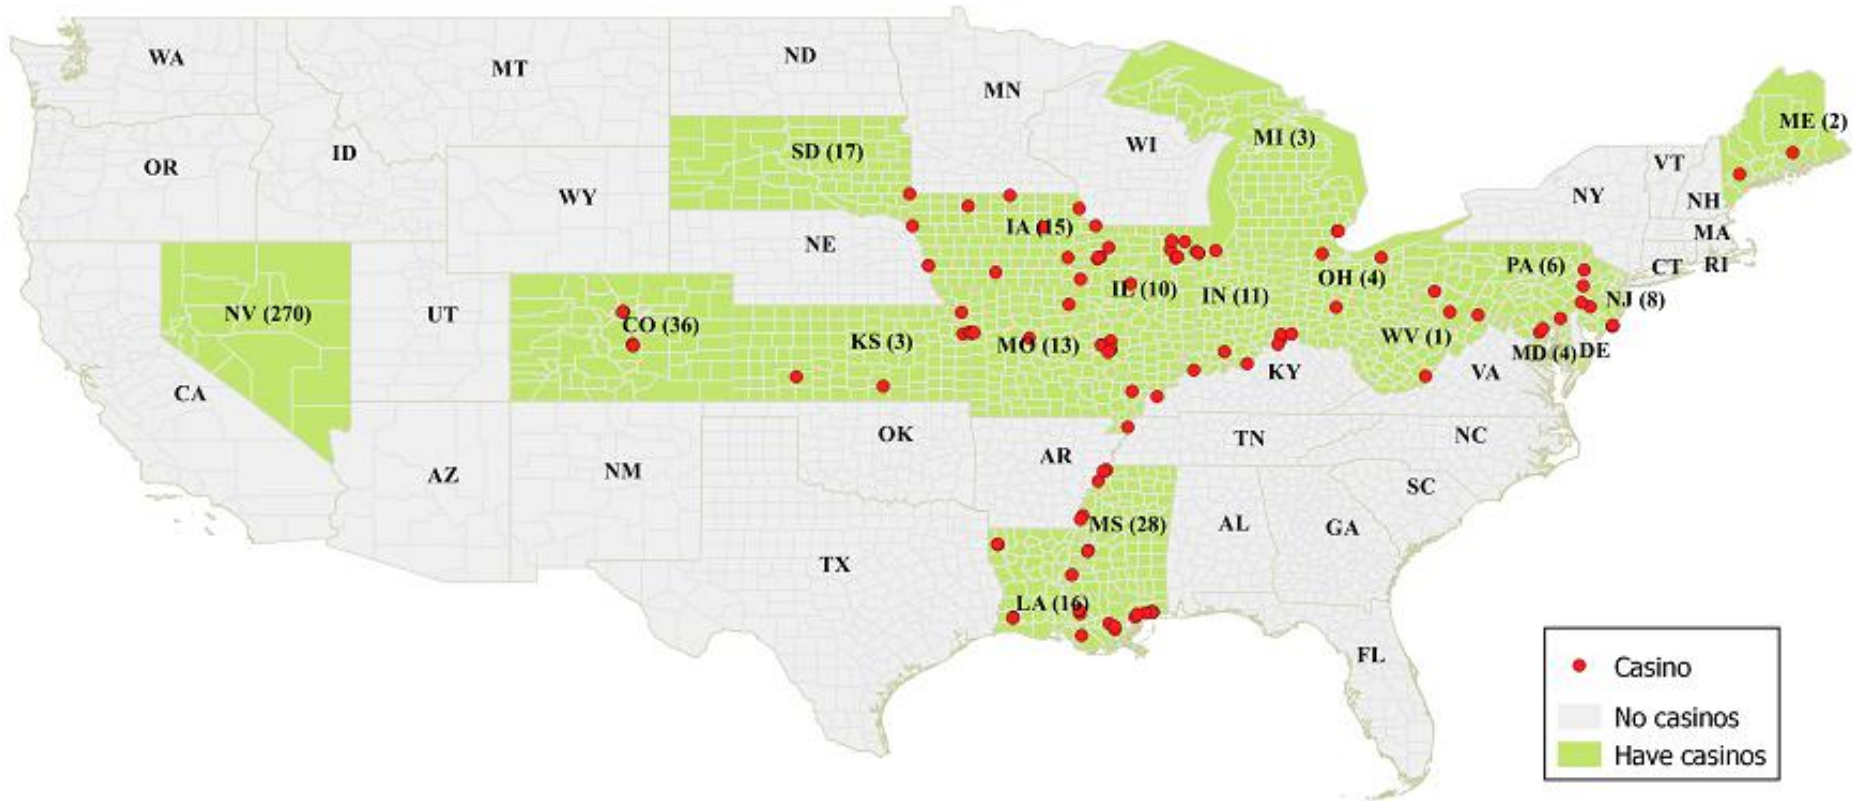 WA
MT
ND
MN
OR
ID
WY
SD (17)
WI
MI (3)
ME (2)
VT
NH
NY
MA
CT
RI
NE
IA (15)
NV (270)
UT
CO (36)
KS (3)
MO (13)
IL (10)
IN (11)
OH (4)
PA (6)
NJ (8)
WV (1)
MD (4)
DE
CA
KY
VA
AZ
NM
OK
AR
TN
NC
SC
TX
LA (16)
MS (28)
AL
GA
FL
Casino
No casinos
Have casinos